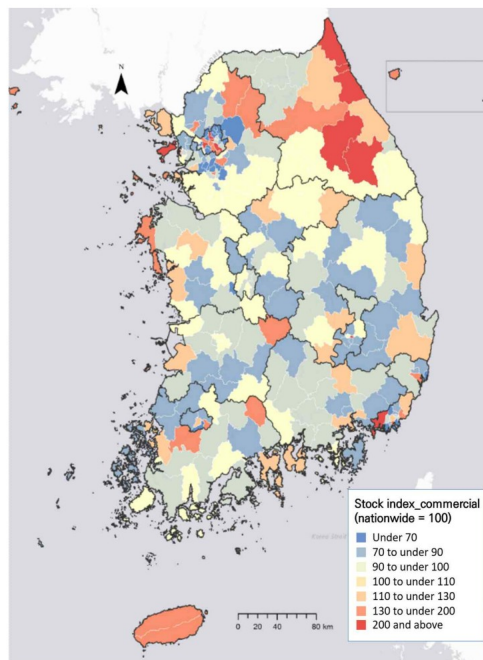 N
Stock index_commercial
(nationwide = 100)
Under 70
70 to under 90
90 to under 100
100 to under 110
110 to under 130
130 to under 200
200 and above
0 20 40 80 km